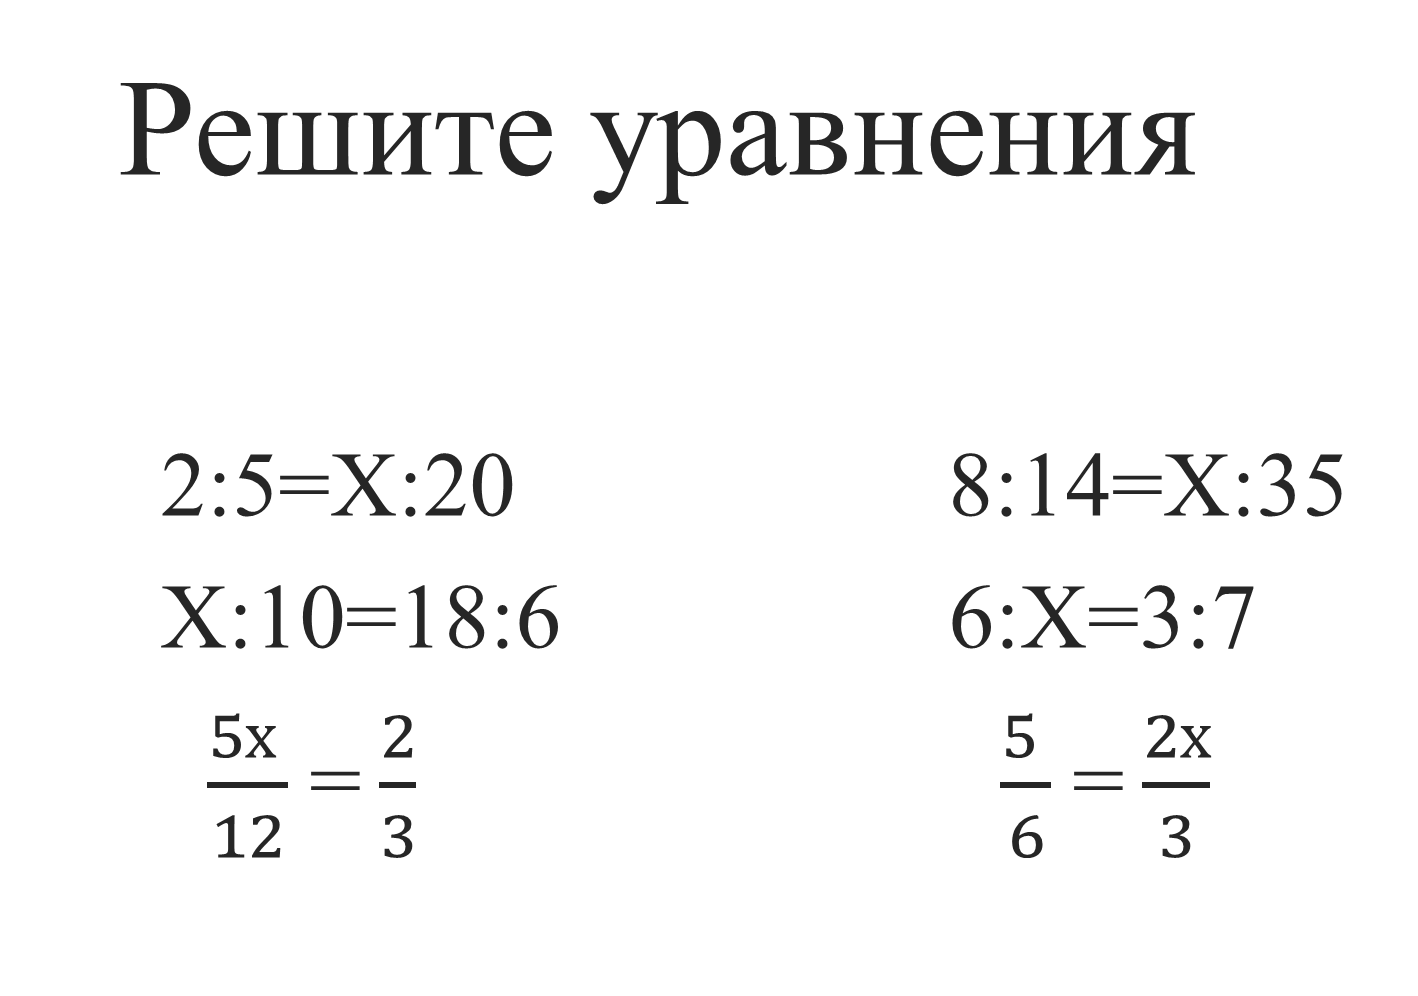 Решите уравнения
2:5=X:20
X:10=18:6
5x/12 = 2/3
8:14=X:35
6:X=3:7
5/6 = 2x/3